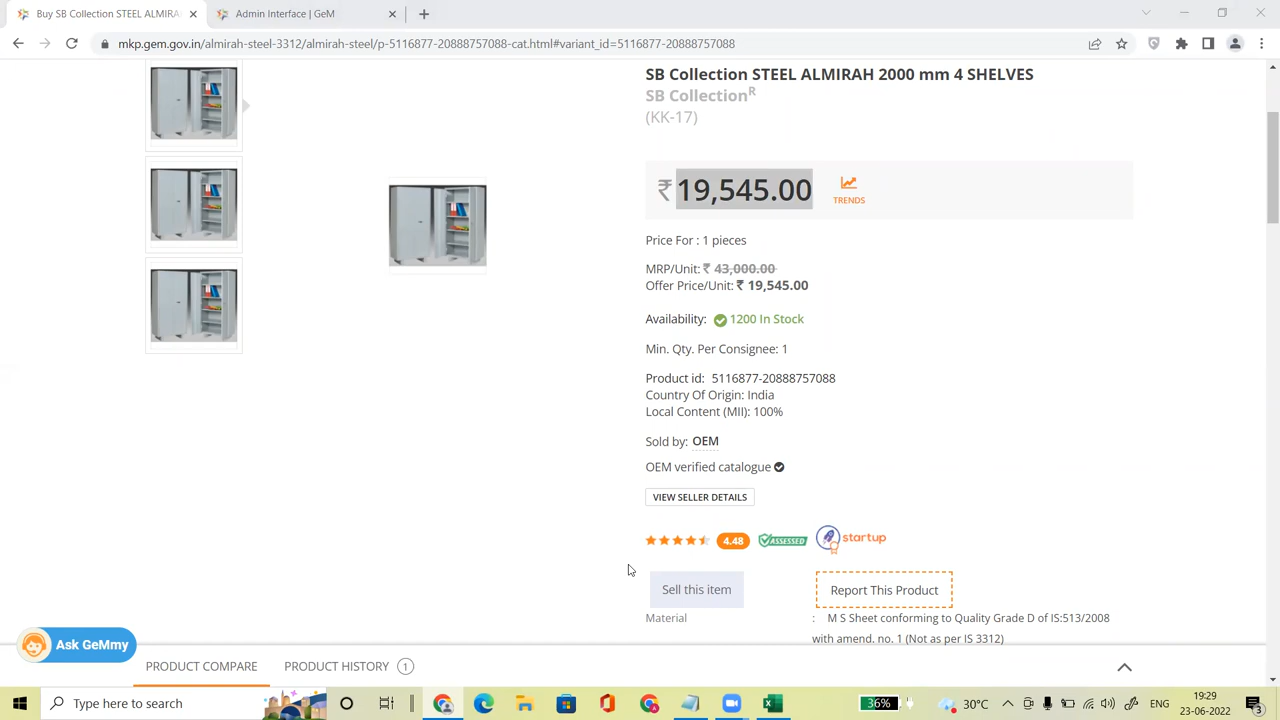 Buy SB Collection STEEL ALMIRA
Admin Interface | GeM
mkp.gem.gov.in/almirah-steel-3312/almirah-steel/p-5116877-20888757088-cat.html#variant_id=5116877-20888757088
SB Collection STEEL ALMIRAH 2000 mm 4 SHELVES
SB Collection R
(KK-17)
₹ 19,545.00
TRENDS
Price For : 1 pieces
MRP/Unit: ₹ 43,000.00
Offer Price/Unit: ₹ 19,545.00
Availability: 1200 In Stock
Min. Qty. Per Consignee: 1
Product id: 5116877-20888757088
Country Of Origin: India
Local Content (MII): 100%
Sold by: OEM
OEM verified catalogue
VIEW SELLER DETAILS
4.48 ASSESSED startup
Sell this item
Report This Product
Material : M S Sheet conforming to Quality Grade D of IS:513/2008
with amend. no. 1 (Not as per IS 3312)
Ask GeMmy
PRODUCT COMPARE
PRODUCT HISTORY 1
Type here to search
36%
30°C
ENG
19:29
23-06-2022
3